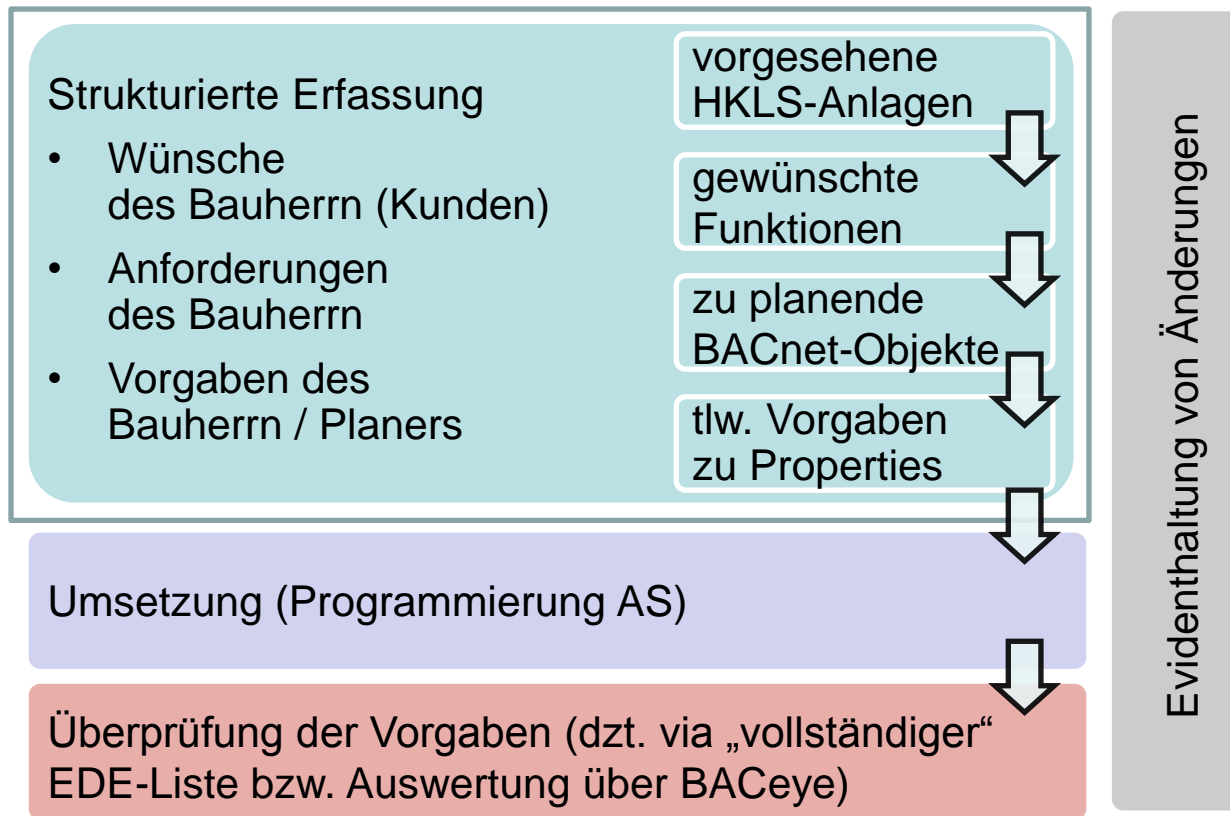 Strukturierte Erfassung
• Wünsche
des Bauherrn (Kunden)
• Anforderungen
des Bauherrn
• Vorgaben des
Bauherrn / Planers
vorgesehene
HKLS-Anlagen
gewünschte
Funktionen
zu planende
BACnet-Objekte
tlw. Vorgaben
zu Properties
Umsetzung (Programmierung AS)
Überprüfung der Vorgaben (dzt. via „vollständiger“
EDE-Liste bzw. Auswertung über BACeye)
Evidenthaltung von Änderungen